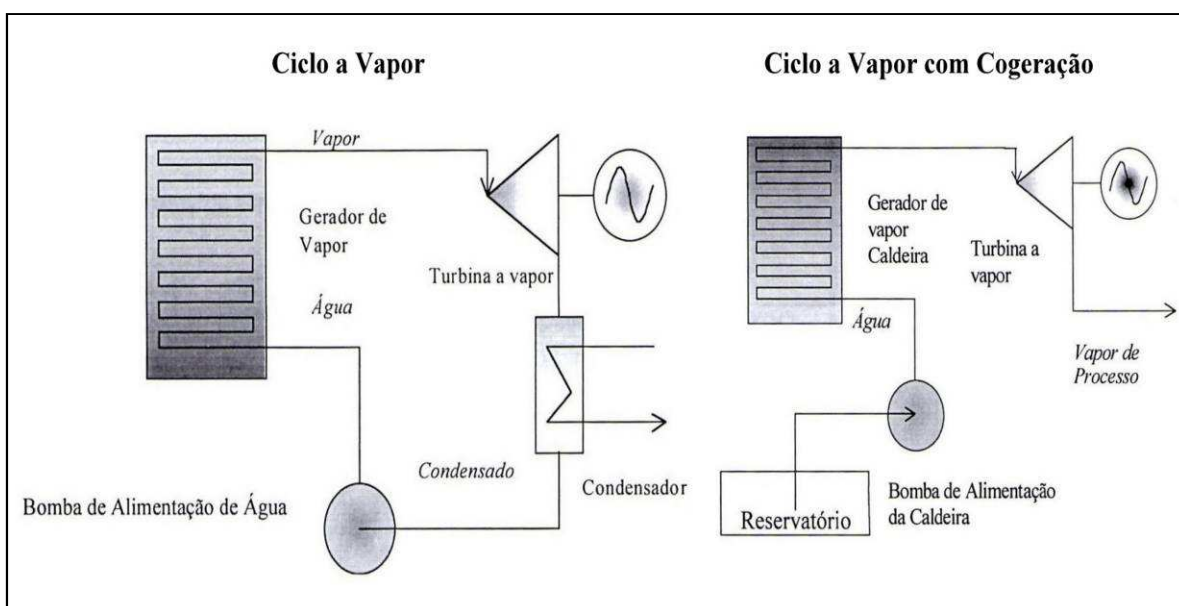 Ciclo a Vapor
Vapor
Gerador de
Vapor
Água
Turbina a vapor
Condensado
Condensador
Bomba de Alimentação de Água
Ciclo a Vapor com Cogeração
Gerador de
vapor
Caldeira
Turbina a
vapor
Água
Vapor de
Processo
Reservatório
Bomba de Alimentação
da Caldeira